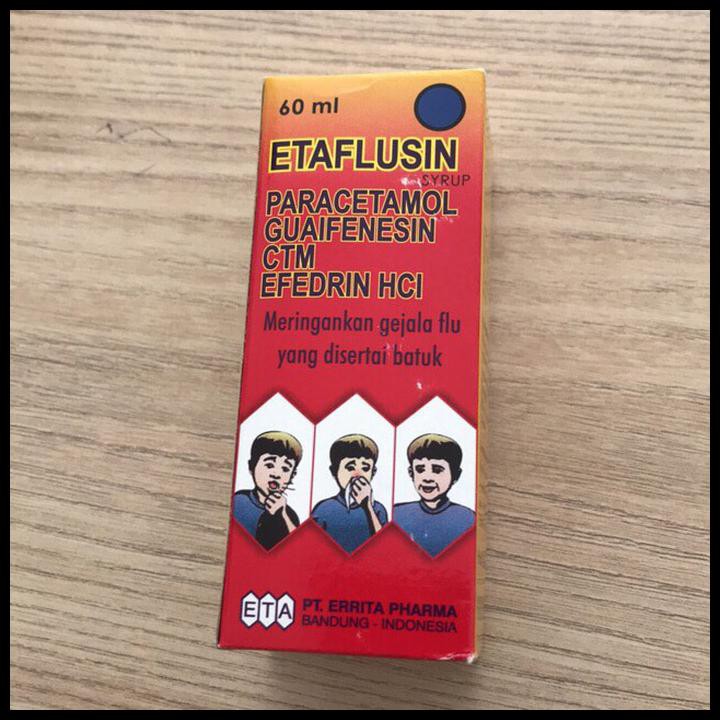 60 ml
ETAFLUSIN
SYRUP
PARACETAMOL
GUAIFENESIN
CTM
EFEDRIN HCl
Meringankan gejala flu
yang disertai batuk
ETA PT. ERRITA PHARMA
BANDUNG - INDONESIA